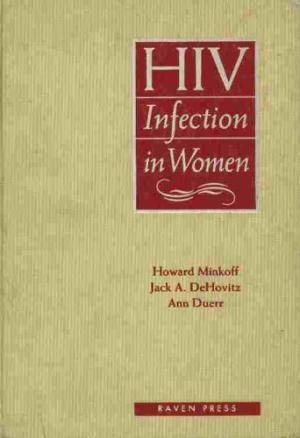 HIV
Infection
in Women
Howard Minkoff
Jack A. DeHovitz
Ann Duerr
RAVEN PRESS